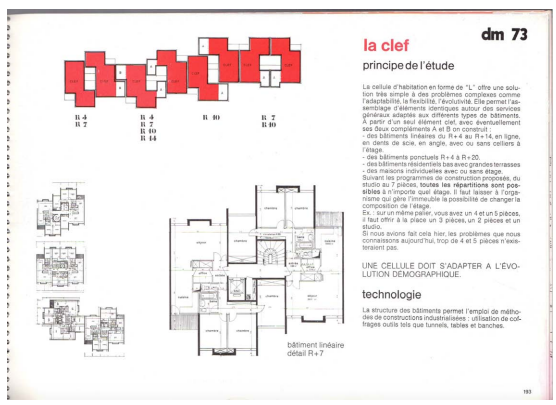 dm 73
la clef
principe de l'étude
La cellule d'habitation en forme de "L" offre une solu-
tion très simple à des problèmes complexes comme
l'adaptabilité, la flexibilité, l'évolutivité. Elle permet l'as-
semblage d'éléments identiques autour des services
généraux adaptés aux différents types de bâtiments.
A partir d'un seul élément clef, avec éventuellement
ses deux compléments A et B on construit :
- des bâtiments linéaires du R+4 au R+14, en ligne,
en dents de scie, en angle, avec ou sans celliers à
l'étage.
- des bâtiments ponctuels R+4 à R+20.
- des bâtiments résidentiels bas avec grandes terrasses
- des maisons individuelles avec ou sans étage.
Suivant les programmes de construction proposés, du
studio au 7 pièces, toutes les répartitions sont pos-
sibles à n'importe quel étage. Il faut laisser à l'orga-
nisme qui gère l'immeuble la possibilité de changer la
composition de l'étage.
Ex. : sur un même palier, vous avez un 4 et un 5 pièces,
il faut offrir à la place un 3 pièces, un 2 pièces et un
studio.
Si nous avions fait cela hier, les problèmes que nous
connaissons aujourd'hui, trop de 4 et 5 pièces n'exis-
teraient pas.
UNE CELLULE DOIT S'ADAPTER A L'ÉVO-
LUTION DÉMOGRAPHIQUE.
technologie
La structure des bâtiments permet l'emploi de métho-
des de constructions industrialisées : utilisation de cof-
frages outils tels que tunnels, tables et banches.
R 4
R 7
R 4
R 7
R 10
R 14
R 10
R 7
R 10
bâtiment linéaire
détail R+7
193